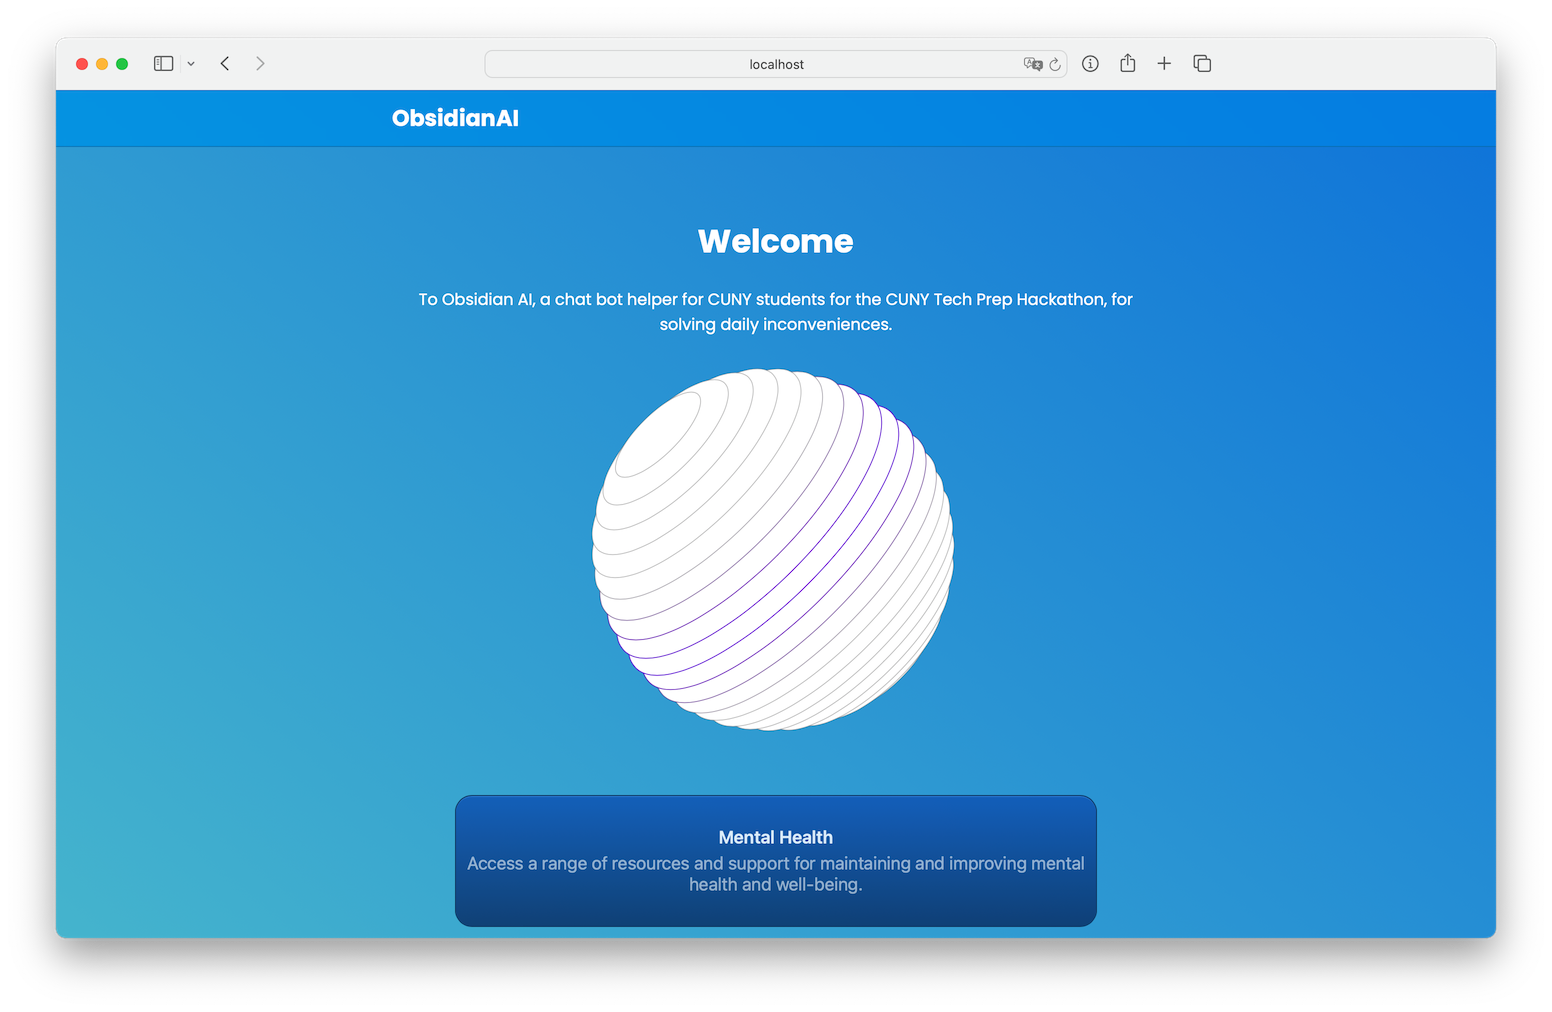 localhost
ObsidianAI
Welcome
To Obsidian AI, a chat bot helper for CUNY students for the CUNY Tech Prep Hackathon, for
solving daily inconveniences.
Mental Health
Access a range of resources and support for maintaining and improving mental
health and well-being.